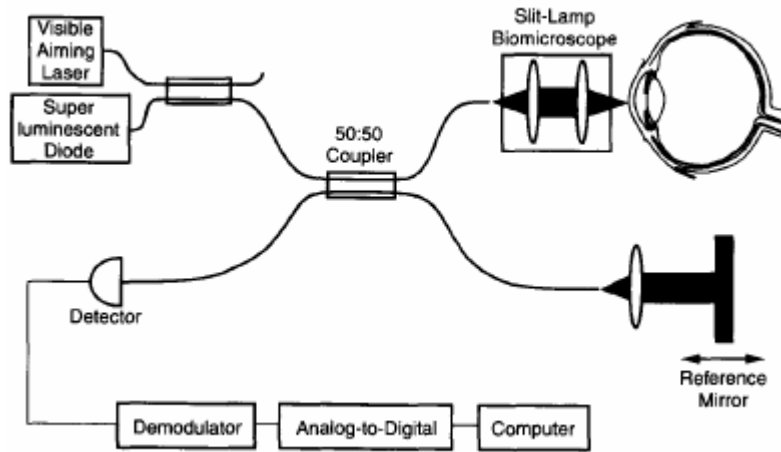 Visible
Aiming
Laser
Super
luminescent
Diode
50:50
Coupler
Slit-Lamp
Biomicroscope
Detector
Reference
Mirror
Demodulator
Analog-to-Digital
Computer